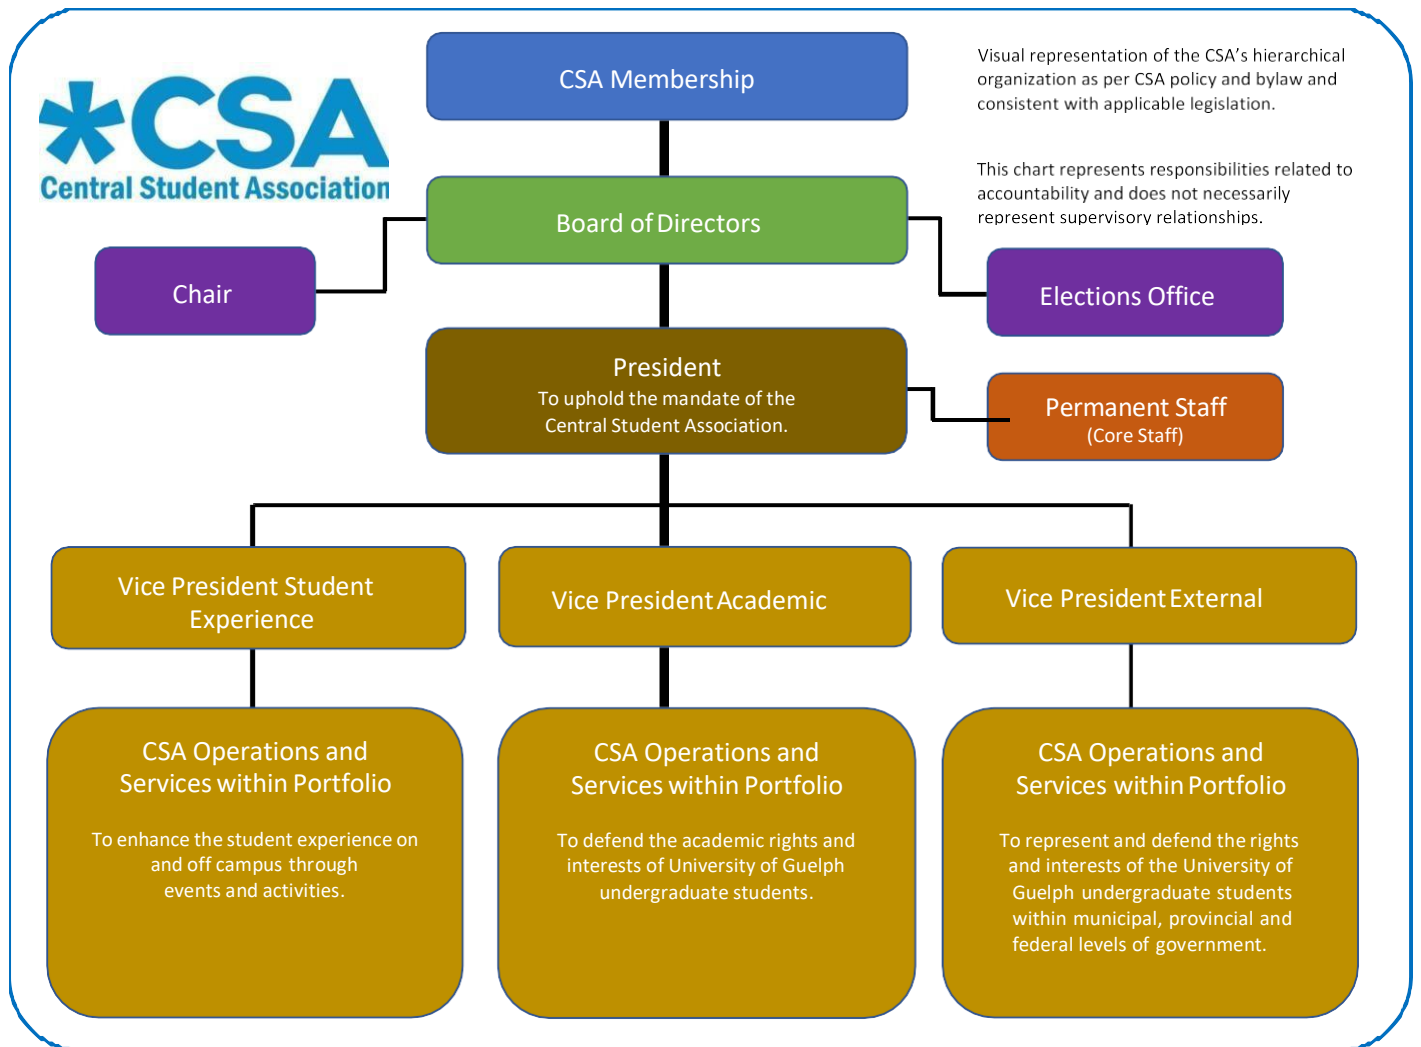 CSA Membership
Visual representation of the CSA's hierarchical
organization as per CSA policy and bylaw and
consistent with applicable legislation.
*CSA
Central Student Association
This chart represents responsibilities related to
accountability and does not necessarily
represent supervisory relationships.
Board of Directors
Chair
Elections Office
President
To uphold the mandate of the
Central Student Association.
Permanent Staff
(Core Staff)
Vice President Student
Experience
Vice President Academic
Vice President External
CSA Operations and
Services within Portfolio
To enhance the student experience on
and off campus through
events and activities.
CSA Operations and
Services within Portfolio
To defend the academic rights and
interests of University of Guelph
undergraduate students.
CSA Operations and
Services within Portfolio
To represent and defend the rights
and interests of the University of
Guelph undergraduate students
within municipal, provincial and
federal levels of government.